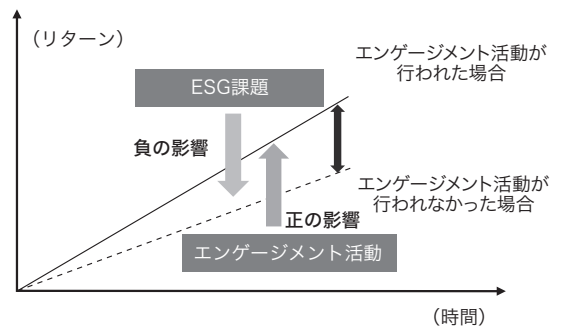 （リターン）
エンゲージメント活動が
行われた場合
ESG課題
負の影響
エンゲージメント活動が
行われなかった場合
正の影響
エンゲージメント活動
（時間）